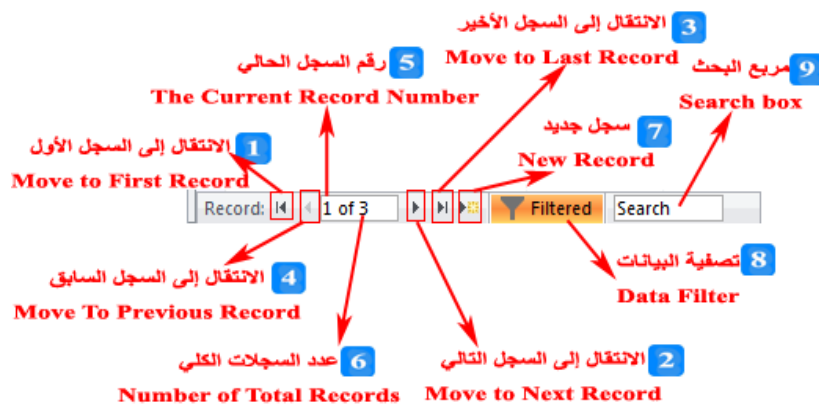 3 الانتقال إلى السجل الأخير
Move to Last Record
5 رقم السجل الحالي
The Current Record Number
9 مربع البحث
Search box
7 سجل جديد
New Record
1 الانتقال إلى السجل الأول
Move to First Record
Record: 1 of 3 Filtered Search
4 الانتقال إلى السجل السابق
Move To Previous Record
8 تصفية البيانات
Data Filter
6 عدد السجلات الكلي
Number of Total Records
2 الانتقال إلى السجل التالي
Move to Next Record